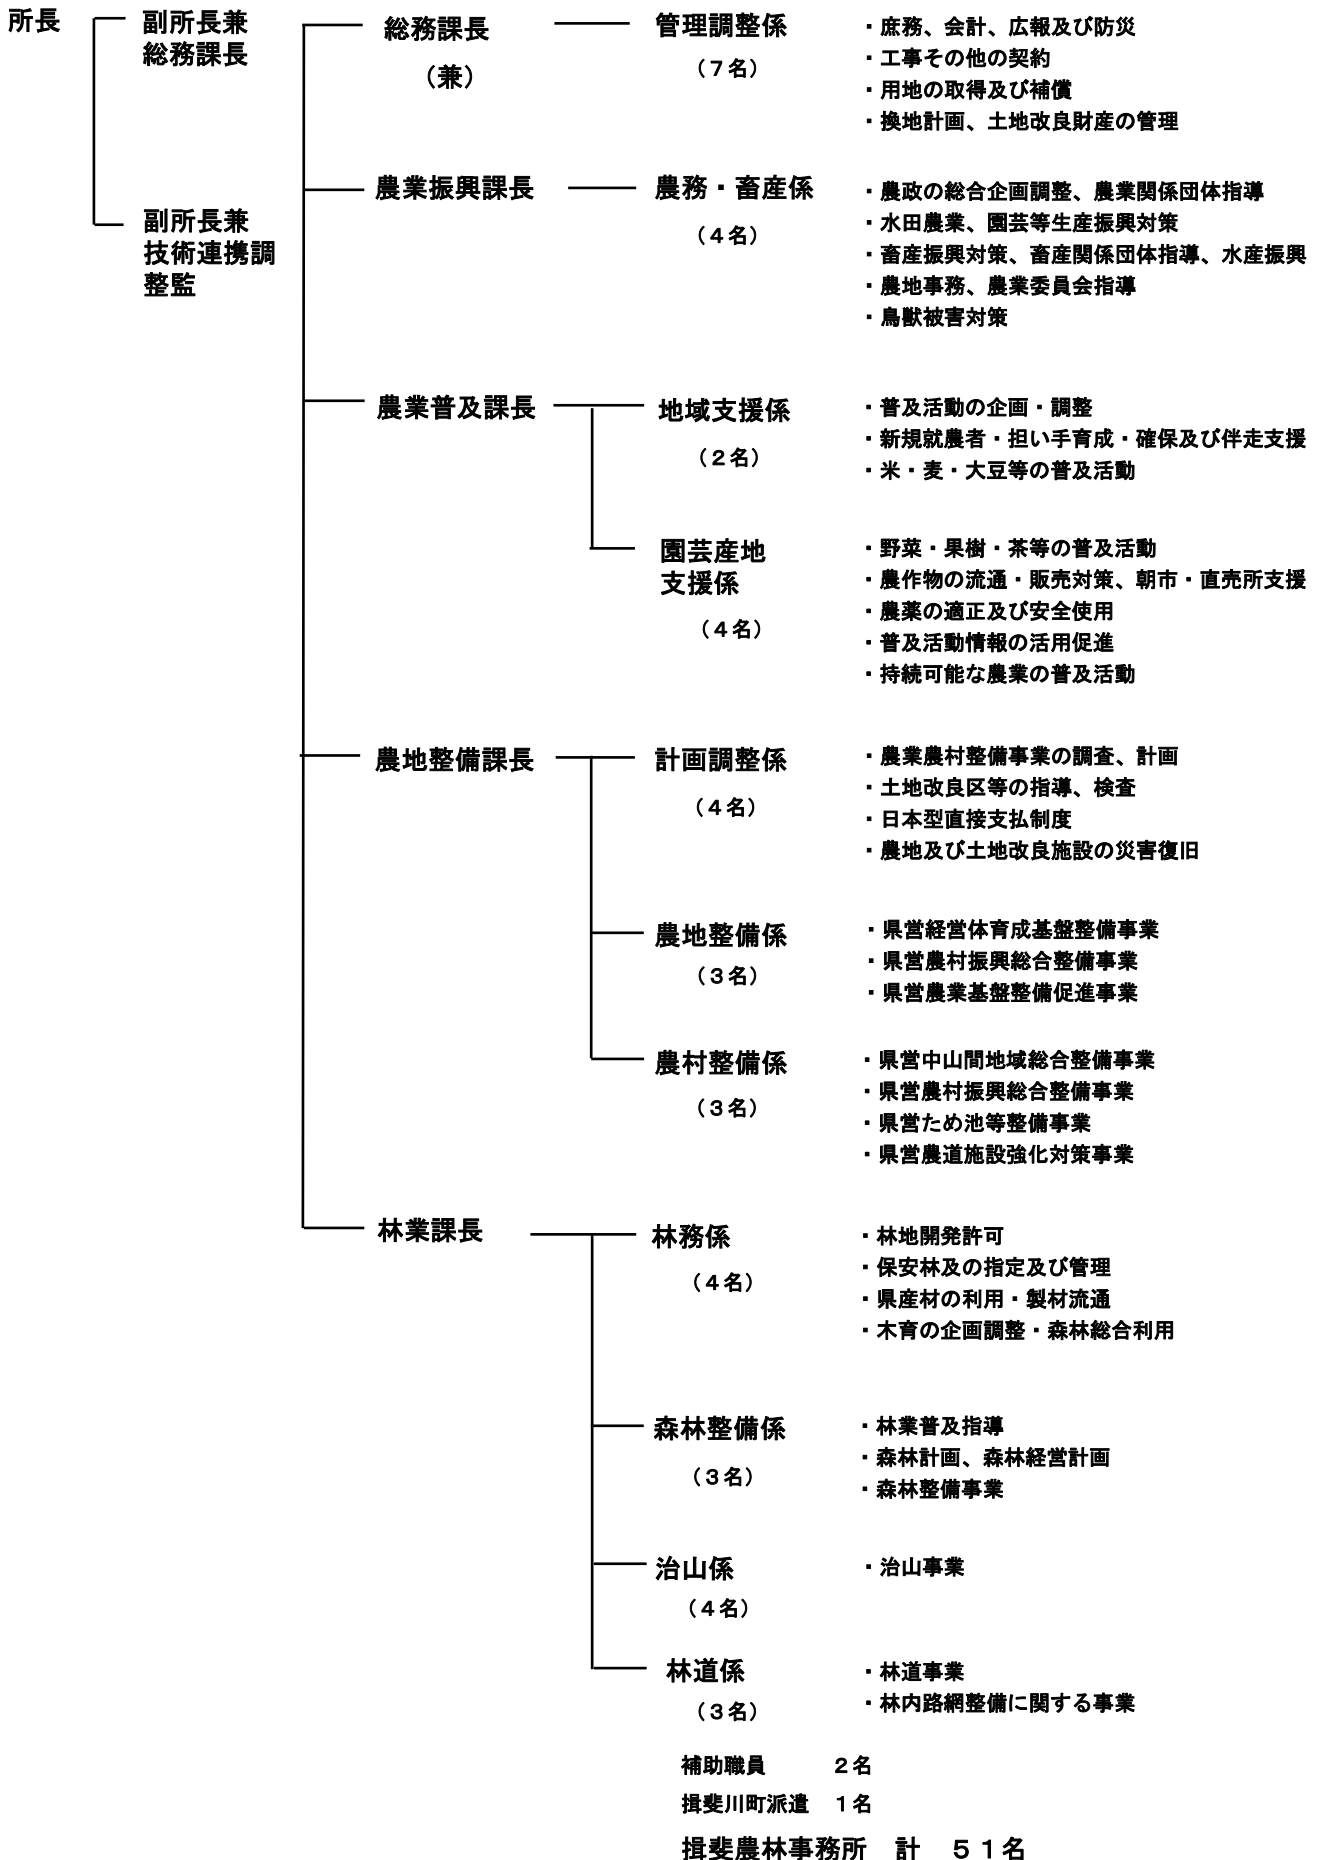 所長
副所長兼
総務課長
副所長兼
技術連携調
整監
総務課長
（兼）
管理調整係
（７名）
・庶務、会計、広報及び防災
・工事その他の契約
・用地の取得及び補償
・換地計画、土地改良財産の管理
農業振興課長
農務・畜産係
（４名）
・農政の総合企画調整、農業関係団体指導
・水田農業、園芸等生産振興対策
・畜産振興対策、畜産関係団体指導、水産振興
・農地事務、農業委員会指導
・鳥獣被害対策
農業普及課長
地域支援係
（２名）
・普及活動の企画・調整
・新規就農者・担い手育成・確保及び伴走支援
・米・麦・大豆等の普及活動
園芸産地
支援係
（４名）
・野菜・果樹・茶等の普及活動
・農作物の流通・販売対策、朝市・直売所支援
・農薬の適正及び安全使用
・普及活動情報の活用促進
・持続可能な農業の普及活動
農地整備課長
計画調整係
（４名）
・農業農村整備事業の調査、計画
・土地改良区等の指導、検査
・日本型直接支払制度
・農地及び土地改良施設の災害復旧
農地整備係
（３名）
・県営経営体育成基盤整備事業
・県営農村振興総合整備事業
・県営農業基盤整備促進事業
農村整備係
（３名）
・県営中山間地域総合整備事業
・県営農村振興総合整備事業
・県営ため池等整備事業
・県営農道施設強化対策事業
林業課長
林務係
（４名）
・林地開発許可
・保安林及の指定及び管理
・県産材の利用・製材流通
・木育の企画調整・森林総合利用
森林整備係
（３名）
・林業普及指導
・森林計画、森林経営計画
・森林整備事業
治山係
（４名）
・治山事業
林道係
（３名）
・林道事業
・林内路網整備に関する事業
補助職員　２名
揖斐川町派遣　１名
揖斐農林事務所　計　５１名